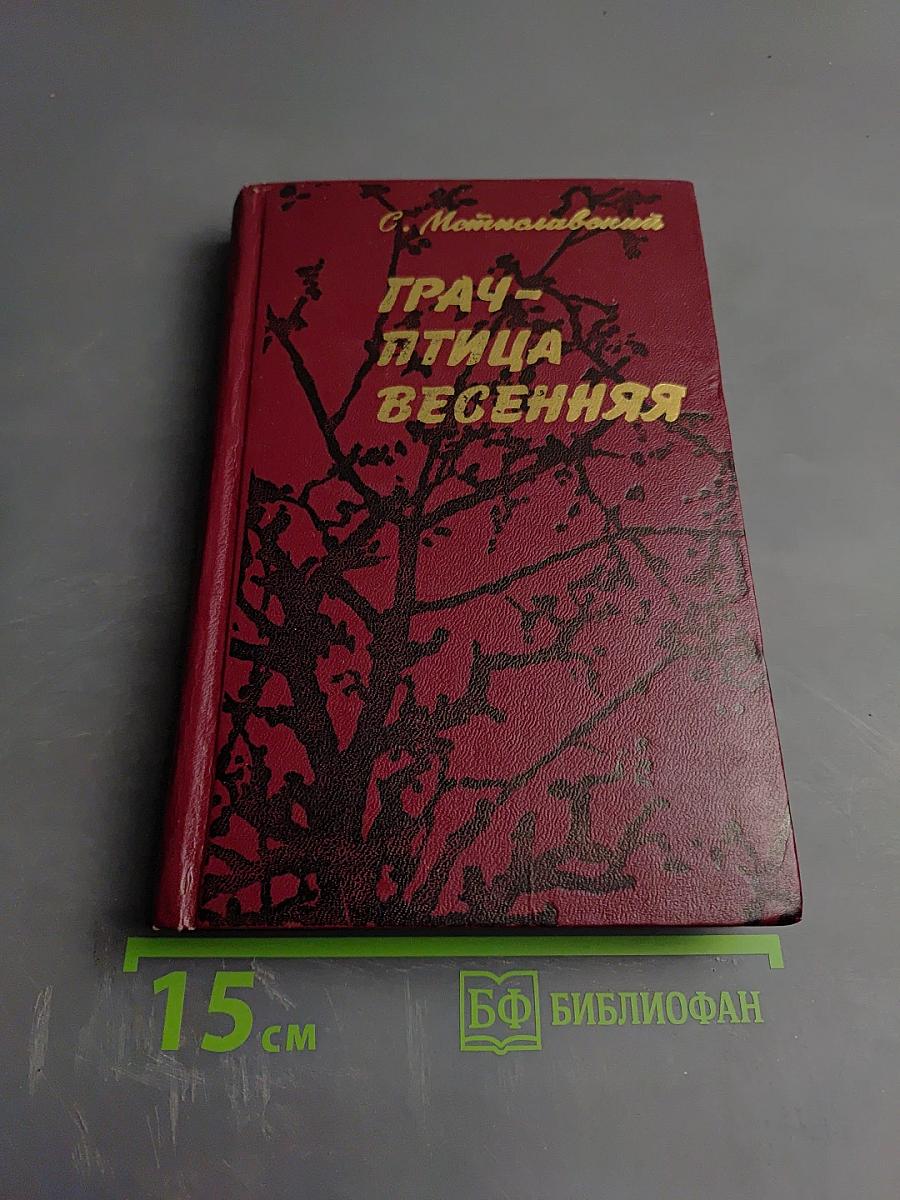 С. Мстиславский
ГРАЧ-
ПТИЦА
ВЕСЕННЯЯ
15 см
БФ БИБЛИОФАН